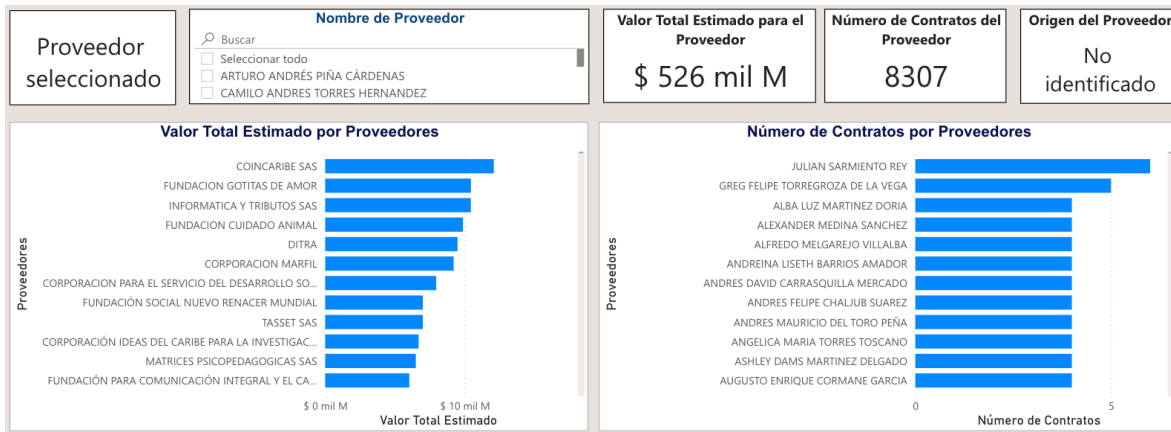 Proveedor
seleccionado
Nombre de Proveedor
Buscar
Seleccionar todo
ARTURO ANDRÉS PIÑA CÁRDENAS
CAMILO ANDRES TORRES HERNANDEZ
Valor Total Estimado para el
Proveedor
$ 526 mil M
Número de Contratos del
Proveedor
8307
Origen del Proveedor
No
identificado
Valor Total Estimado por Proveedores
Proveedores
COINCARIBE SAS
FUNDACION GOTITAS DE AMOR
INFORMATICA Y TRIBUTOS SAS
FUNDACION CUIDADO ANIMAL
DITRA
CORPORACION MARFIL
CORPORACION PARA EL SERVICIO DEL DESARROLLO SO...
FUNDACIÓN SOCIAL NUEVO RENACER MUNDIAL
TASSET SAS
CORPORACIÓN IDEAS DEL CARIBE PARA LA INVESTIGAC...
MATRICES PSICOPEDAGOGICAS SAS
FUNDACIÓN PARA COMUNICACIÓN INTEGRAL Y EL CA...
$ 0 mil M
$ 10 mil M
Valor Total Estimado
Número de Contratos por Proveedores
Proveedores
JULIAN SARMIENTO REY
GREG FELIPE TORREGROZA DE LA VEGA
ALBA LUZ MARTINEZ DORIA
ALEXANDER MEDINA SANCHEZ
ALFREDO MELGAREJO VILLALBA
ANDREINA LISETH BARRIOS AMADOR
ANDRES DAVID CARRASQUILLA MERCADO
ANDRES FELIPE CHALJUB SUAREZ
ANDRES MAURICIO DEL TORO PEÑA
ANGELICA MARIA TORRES TOSCANO
ASHLEY DAMS MARTINEZ DELGADO
AUGUSTO ENRIQUE CORMANE GARCIA
0
5
Número de Contratos